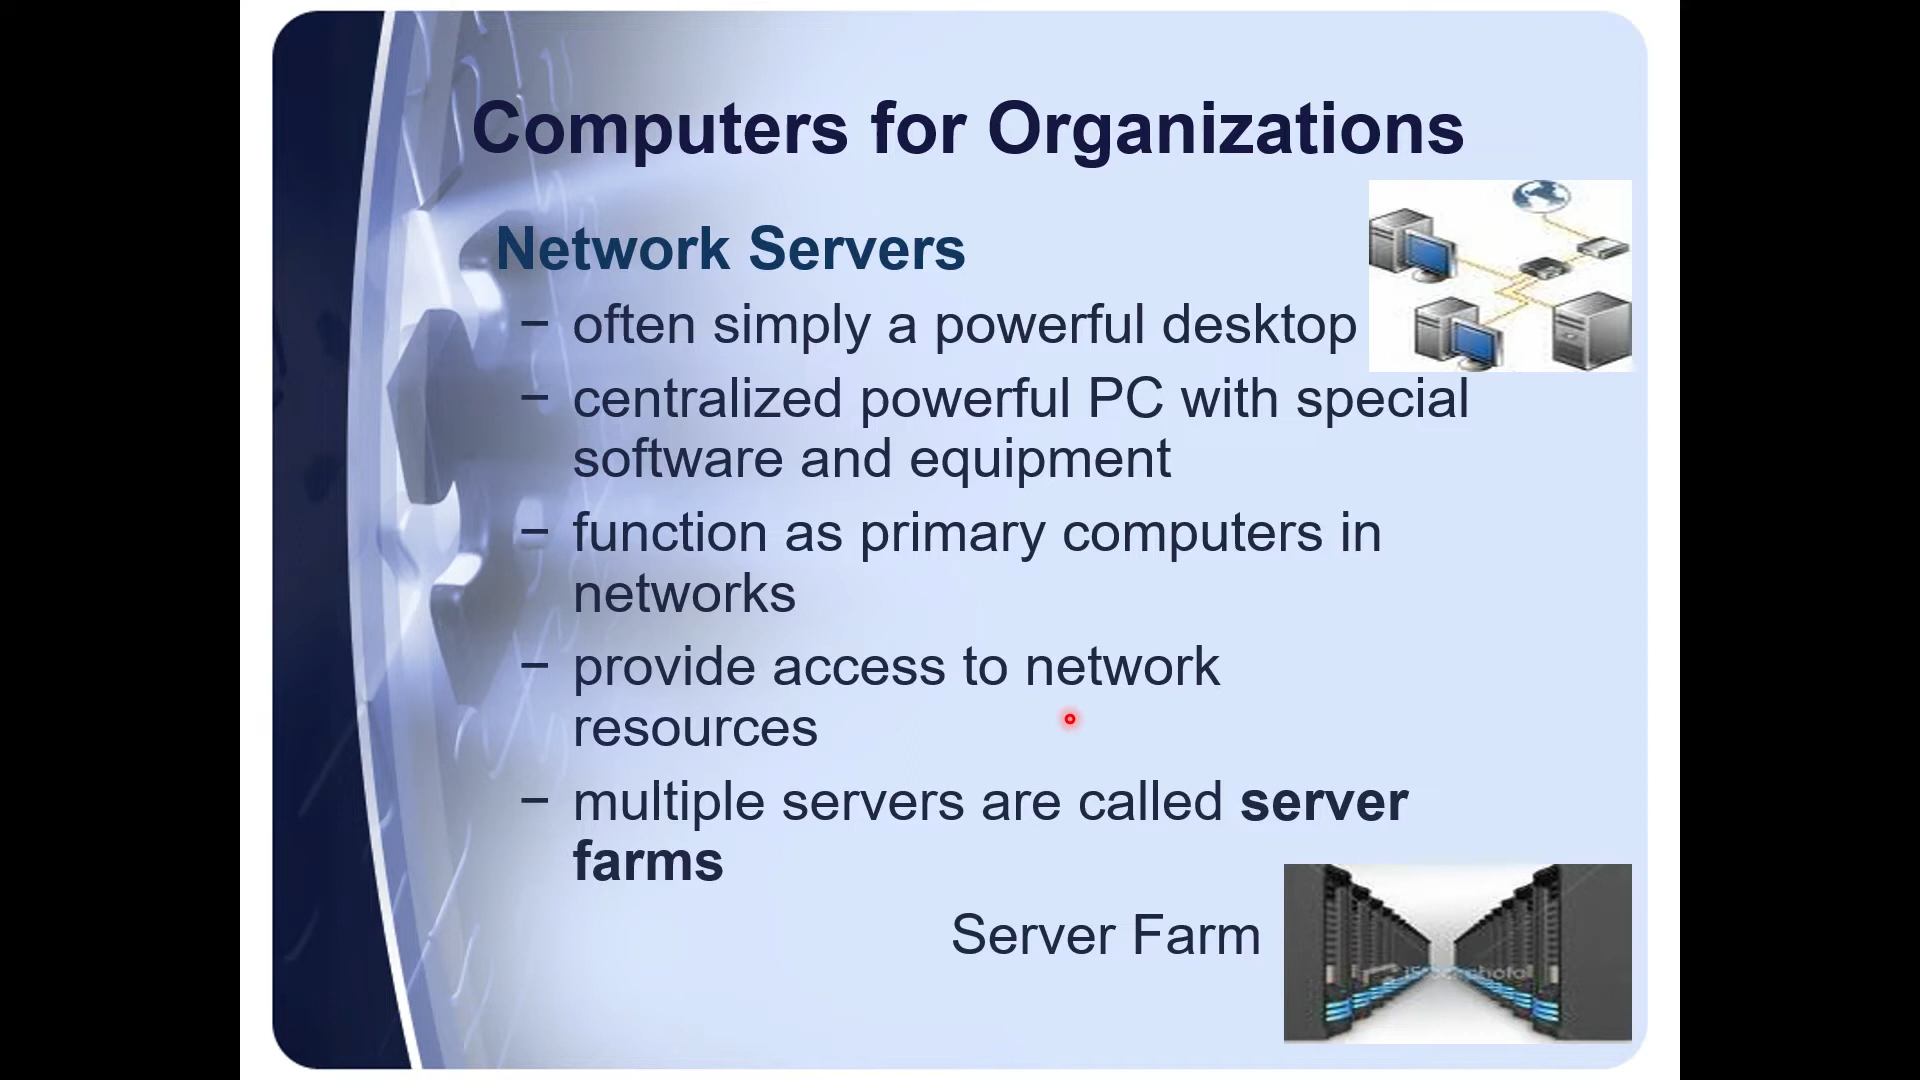 Computers for Organizations
Network Servers
– often simply a powerful desktop
– centralized powerful PC with special
software and equipment
– function as primary computers in
networks
– provide access to network
resources
– multiple servers are called server
farms
Server Farm